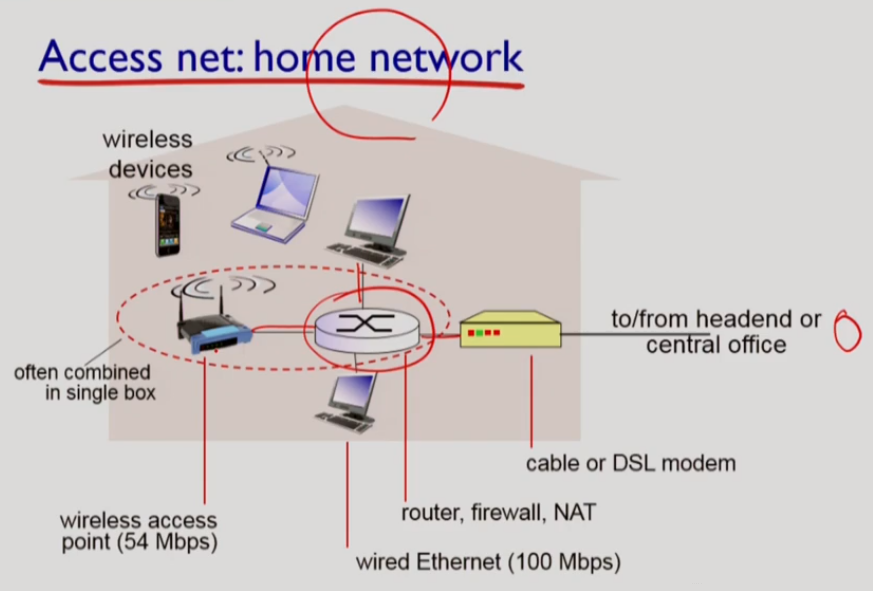 Access net: home network
wireless
devices
to/from headend or
central office
often combined
in single box
cable or DSL modem
wireless access
point (54 Mbps)
router, firewall, NAT
wired Ethernet (100 Mbps)